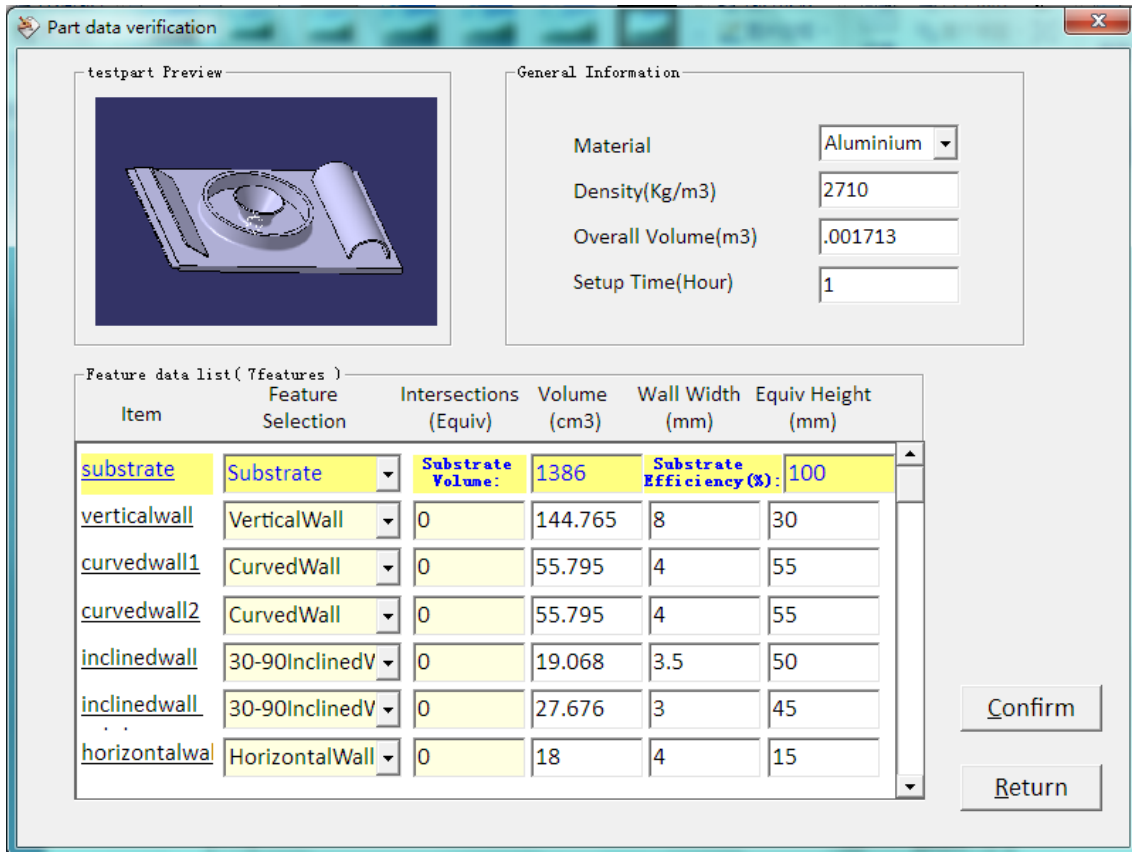 Part data verification
testpart Preview
General Information
Material
Aluminium
Density(Kg/m3)
2710
Overall Volume(m3)
.001713
Setup Time(Hour)
1
Feature data list( 7features )
Item
Feature
Selection
Intersections
(Equiv)
Volume
(cm3)
Wall Width
(mm)
Equiv Height
(mm)
substrate Substrate Substrate Volume: 1386 Substrate Efficiency(%): 100
verticalwall VerticalWall 0 144.765 8 30
curvedwall1 CurvedWall 0 55.795 4 55
curvedwall2 CurvedWall 0 55.795 4 55
inclinedwall 30-90InclinedW 0 19.068 3.5 50
inclinedwall 30-90InclinedW 0 27.676 3 45
horizontalwal HorizontalWall 0 18 4 15
Confirm
Return